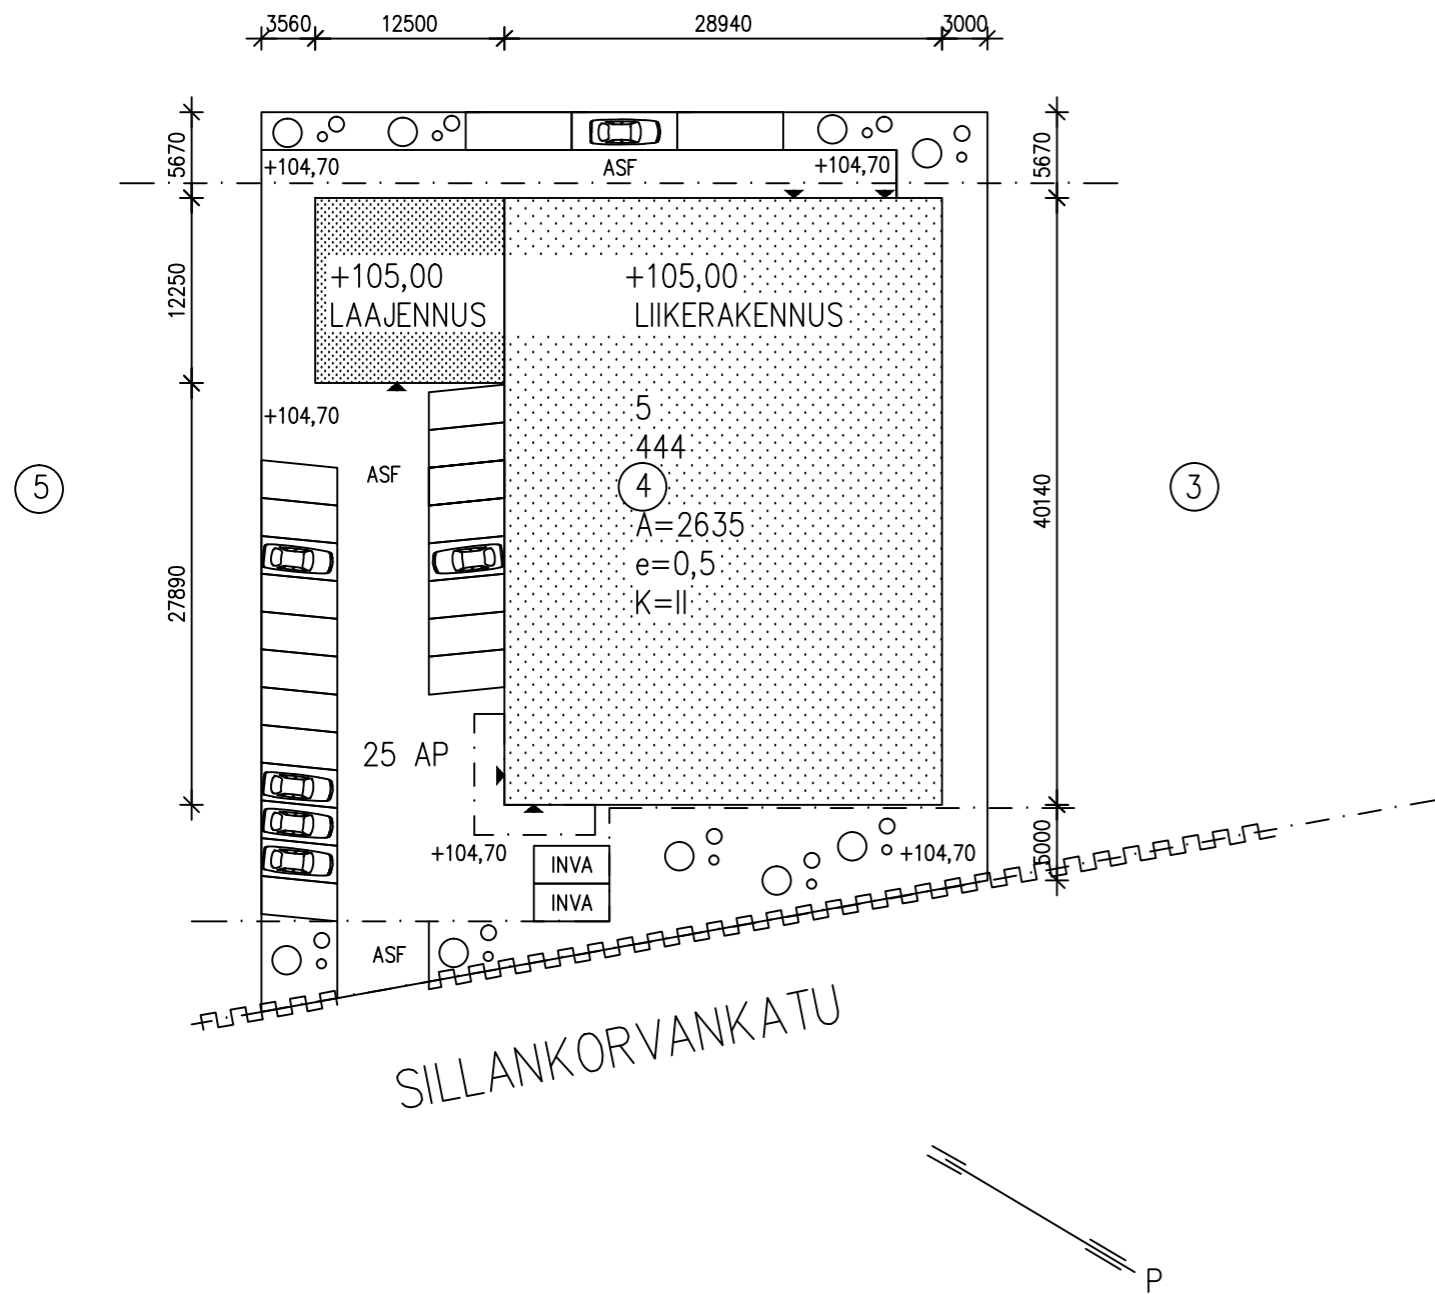 3560 12500 28940 3000
5670
5670
+104,70 ASF +104,70
12250
+105,00 +105,00
LAAJENNUS LIIKERAKENNUS
+104,70
5
444
ASF
5 4 3
40140
A=2635
e=0,5
K=II
27890
25 AP
+104,70 +104,70
5000
INVA
INVA
ASF
SILLANKORVANKATU
P